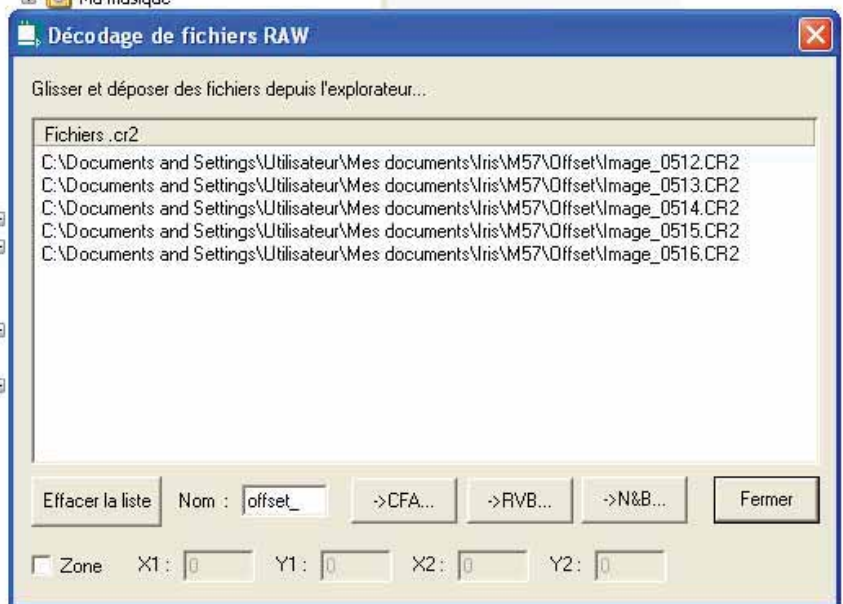 Ma musique
Décodage de fichiers RAW
Glisser et déposer des fichiers depuis l'explorateur...
Fichiers .cr2
C:\Documents and Settings\Utilisateur\Mes documents\Iris\M57\Offset\Image_0512.CR2
C:\Documents and Settings\Utilisateur\Mes documents\Iris\M57\Offset\Image_0513.CR2
C:\Documents and Settings\Utilisateur\Mes documents\Iris\M57\Offset\Image_0514.CR2
C:\Documents and Settings\Utilisateur\Mes documents\Iris\M57\Offset\Image_0515.CR2
C:\Documents and Settings\Utilisateur\Mes documents\Iris\M57\Offset\Image_0516.CR2
Effacer la liste Nom : offset_ ->CFA... ->RVB... ->N&B... Fermer
Zone X1 : 0 Y1 : 0 X2 : 0 Y2 : 0